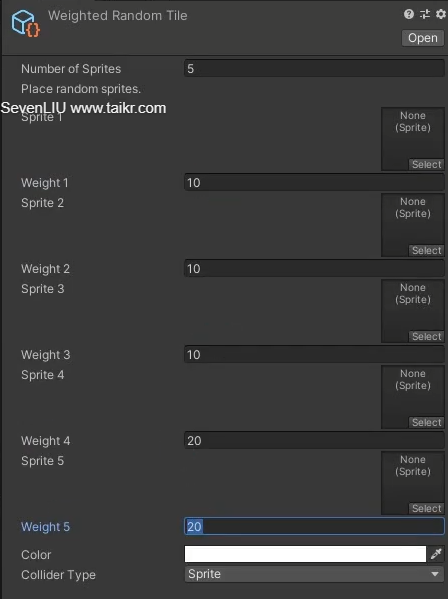 Weighted Random Tile
Open
Number of Sprites 5
Place random sprites.
SevenLIU www.taikr.com
Sprite 1
None
(Sprite)
Select
Weight 1 10
Sprite 2
None
(Sprite)
Select
Weight 2 10
Sprite 3
None
(Sprite)
Select
Weight 3 10
Sprite 4
None
(Sprite)
Select
Weight 4 20
Sprite 5
None
(Sprite)
Select
Weight 5 20
Color
Collider Type Sprite